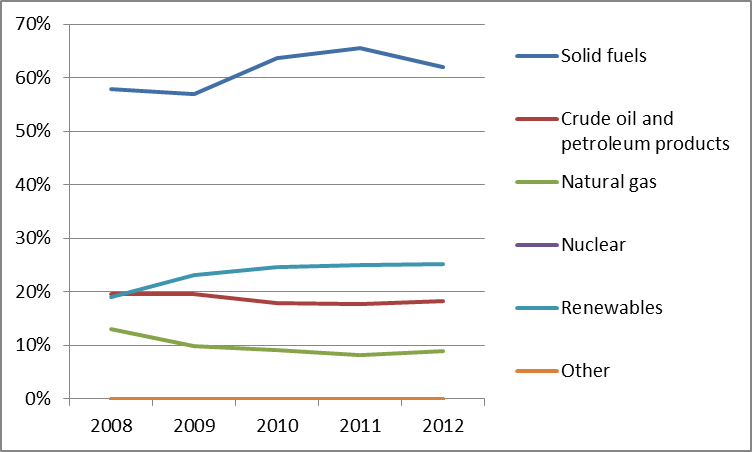 70%
60%
50%
40%
30%
20%
10%
0%
2008 2009 2010 2011 2012
Solid fuels
Crude oil and
petroleum products
Natural gas
Nuclear
Renewables
Other